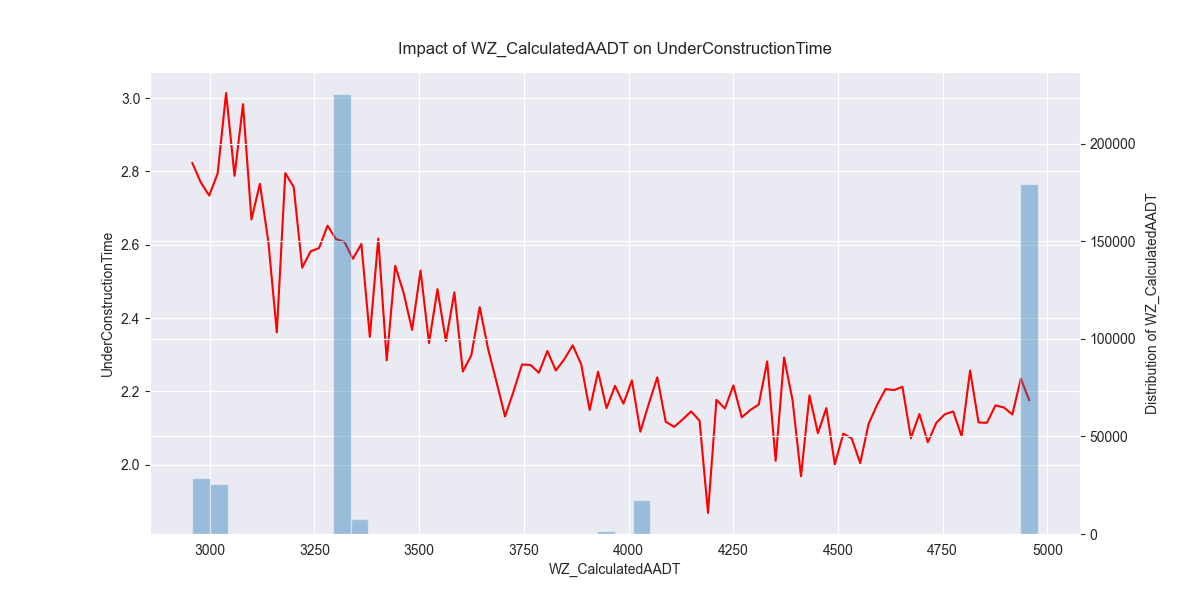 Impact of WZ_CalculatedAADT on UnderConstructionTime
UnderConstructionTime
3.0
2.8
2.6
2.4
2.2
2.0
200000
150000
100000
50000
0
Distribution of WZ_CalculatedAADT
3000 3250 3500 3750 4000 4250 4500 4750 5000
WZ_CalculatedAADT